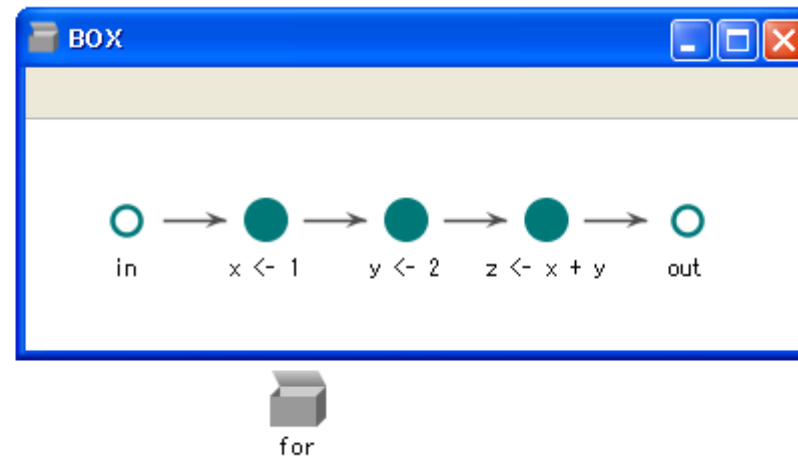 BOX
in
x <- 1
y <- 2
z <- x + y
out
for